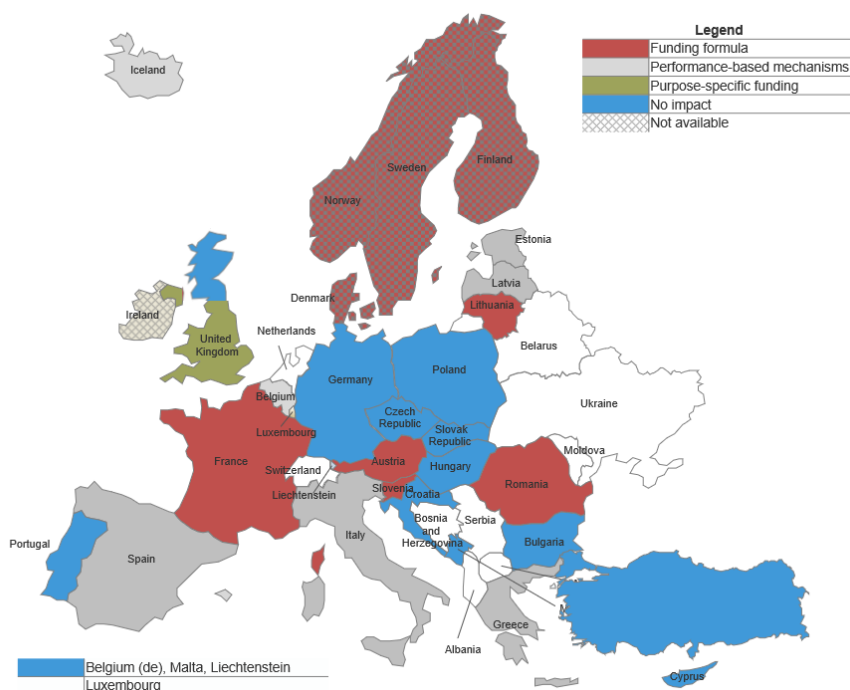 Legend
Funding formula
Performance-based mechanisms
Purpose-specific funding
No impact
Not available
Iceland
Sweden
Finland
Norway
Estonia
Latvia
Denmark
Lithuania
Ireland
United
Kingdom
Netherlands
Belarus
Germany
Poland
Belgium
Ukraine
Czech
Republic
Luxembourg
Slovak
Republic
Moldova
France
Switzerland
Austria
Hungary
Liechtenstein
Slovenia
Croatia
Romania
Bosnia
and
Herzegovina
Serbia
Italy
Portugal
Spain
Bulgaria
M
Greece
Albania
Cyprus
Belgium (de), Malta, Liechtenstein
Luxembourg